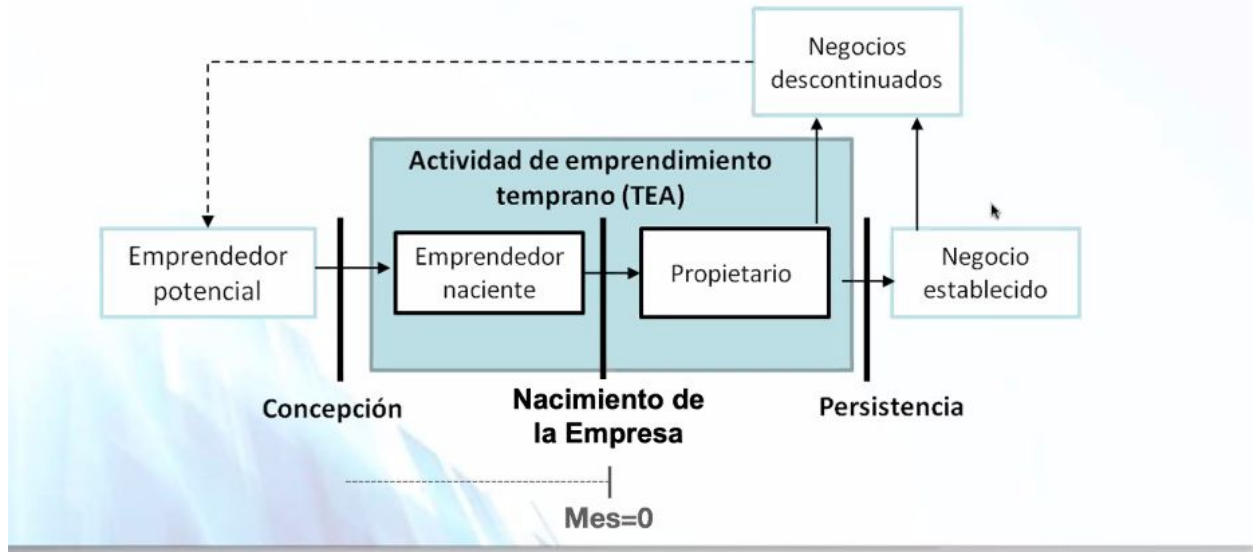 Negocios
descontinuados
Actividad de emprendimiento
temprano (TEA)
Emprendedor
potencial
Emprendedor
naciente
Propietario
Negocio
establecido
Concepción
Nacimiento de
la Empresa
Persistencia
Mes=0